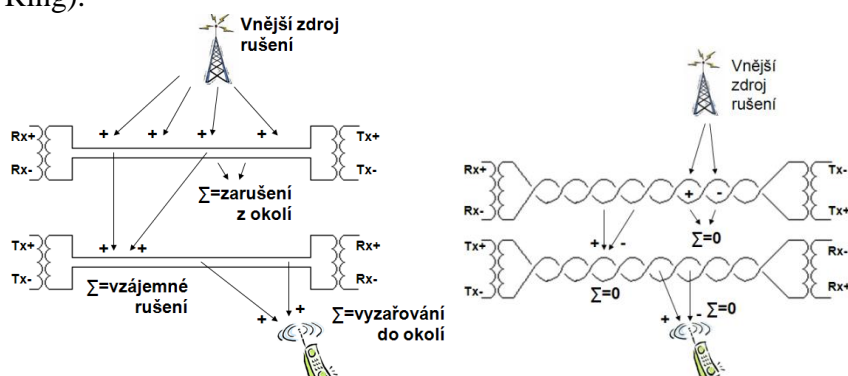 Ring).
Vnější zdroj
rušení
+ + + +
Rx+
Rx-
Tx+
Tx-
∑=zarušení
z okolí
Tx+
Tx-
+ +
Rx+
Rx-
∑=vzájemné
rušení
+ +
∑=vyzařování
do okolí
Vnější
zdroj
rušení
Rx+
Rx-
+ -
Tx-
Tx+
∑=0
+ -
Tx+
Tx-
Rx-
Rx+
∑=0
+ -
∑=0